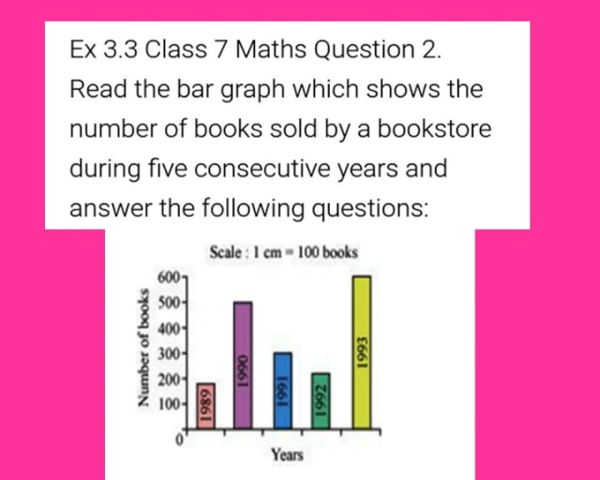 Ex 3.3 Class 7 Maths Question 2.
Read the bar graph which shows the
number of books sold by a bookstore
during five consecutive years and
answer the following questions:
Scale : 1 cm = 100 books
600
500
400
300
200
100
0
Number of books
1989
1990
1991
1992
1993
Years